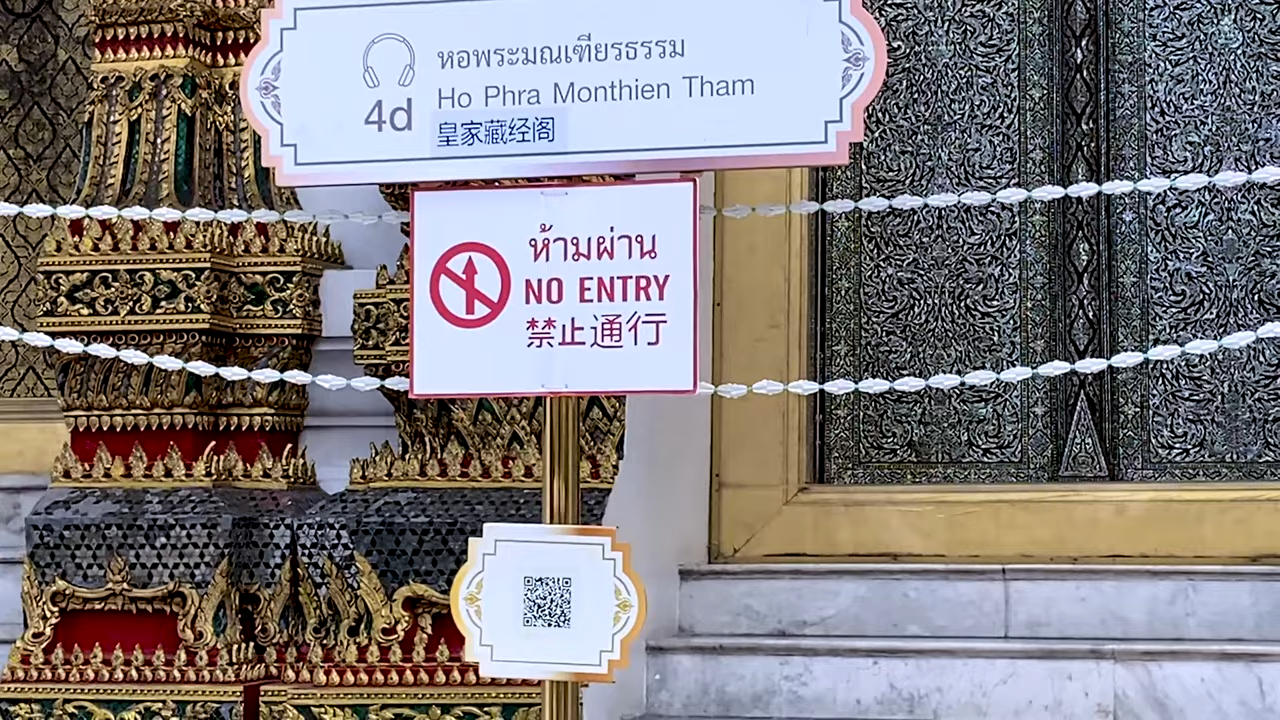 หอพระมณเฑียรธรรม
4d
Ho Phra Monthien Tham
皇家藏经阁
ห้ามผ่าน
NO ENTRY
禁止通行